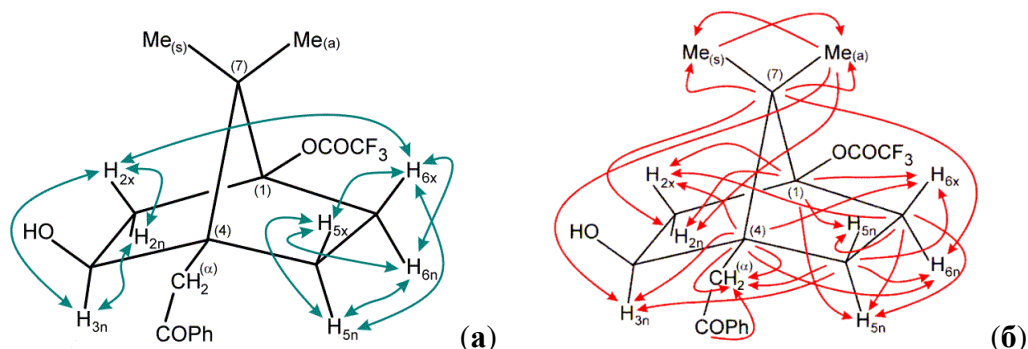 Me(s) Me(a)
(7)
OCOCF3
H2x H6x
(1)
H5x
HO H2n (4)
H6n
CH2(α)
H3n H5n
COPh
(а)
Me(s) Me(a)
(7)
OCOCF3
H2x H6x
(1)
H5n
HO H2n (4)
H6n
CH2(α)
H3n H5n
COPh
(б)